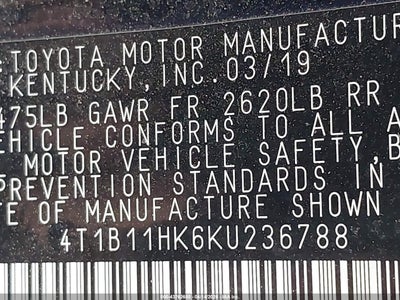 TOYOTA MOTOR MANUFACTUR
KENTUCKY, INC. 03/19
475LB GAWR FR 2620LB RR
EHICLE CONFORMS TO ALL A
MOTOR VEHICLE SAFETY, B
PREVENTION STANDARDS IN
E OF MANUFACTURE SHOWN
4T1B11HK6KU236788